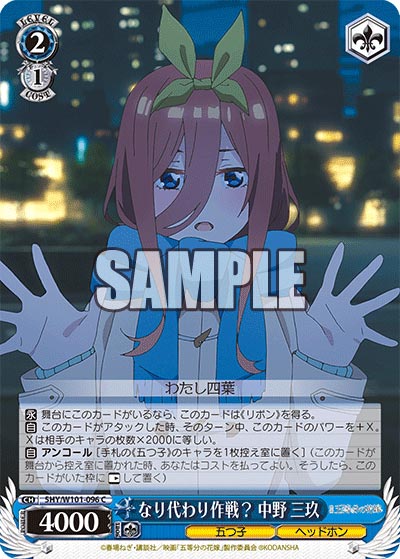 LEVEL
2
1
COST
SAMPLE
わたし四葉
永 舞台にこのカードがいるなら、このカードは《リボン》を得る。
自 このカードがアタックした時、そのターン中、このカードのパワーを＋X。
Xは相手のキャラの枚数×2000に等しい。
自 アンコール ［手札の《五つ子》のキャラを1枚控え室に置く］（このカー
ドが舞台から控え室に置かれた時、あなたはコストを払ってよい。そうしたら、このカードがいた枠にレストして置く）
CH 5HY/W101-096 C
なり代わり作戦？ 中野 三玖
4000
五つ子
ヘッドホン
©春場ねぎ・講談社／映画「五等分の花嫁」製作委員会 ®KODANSHA